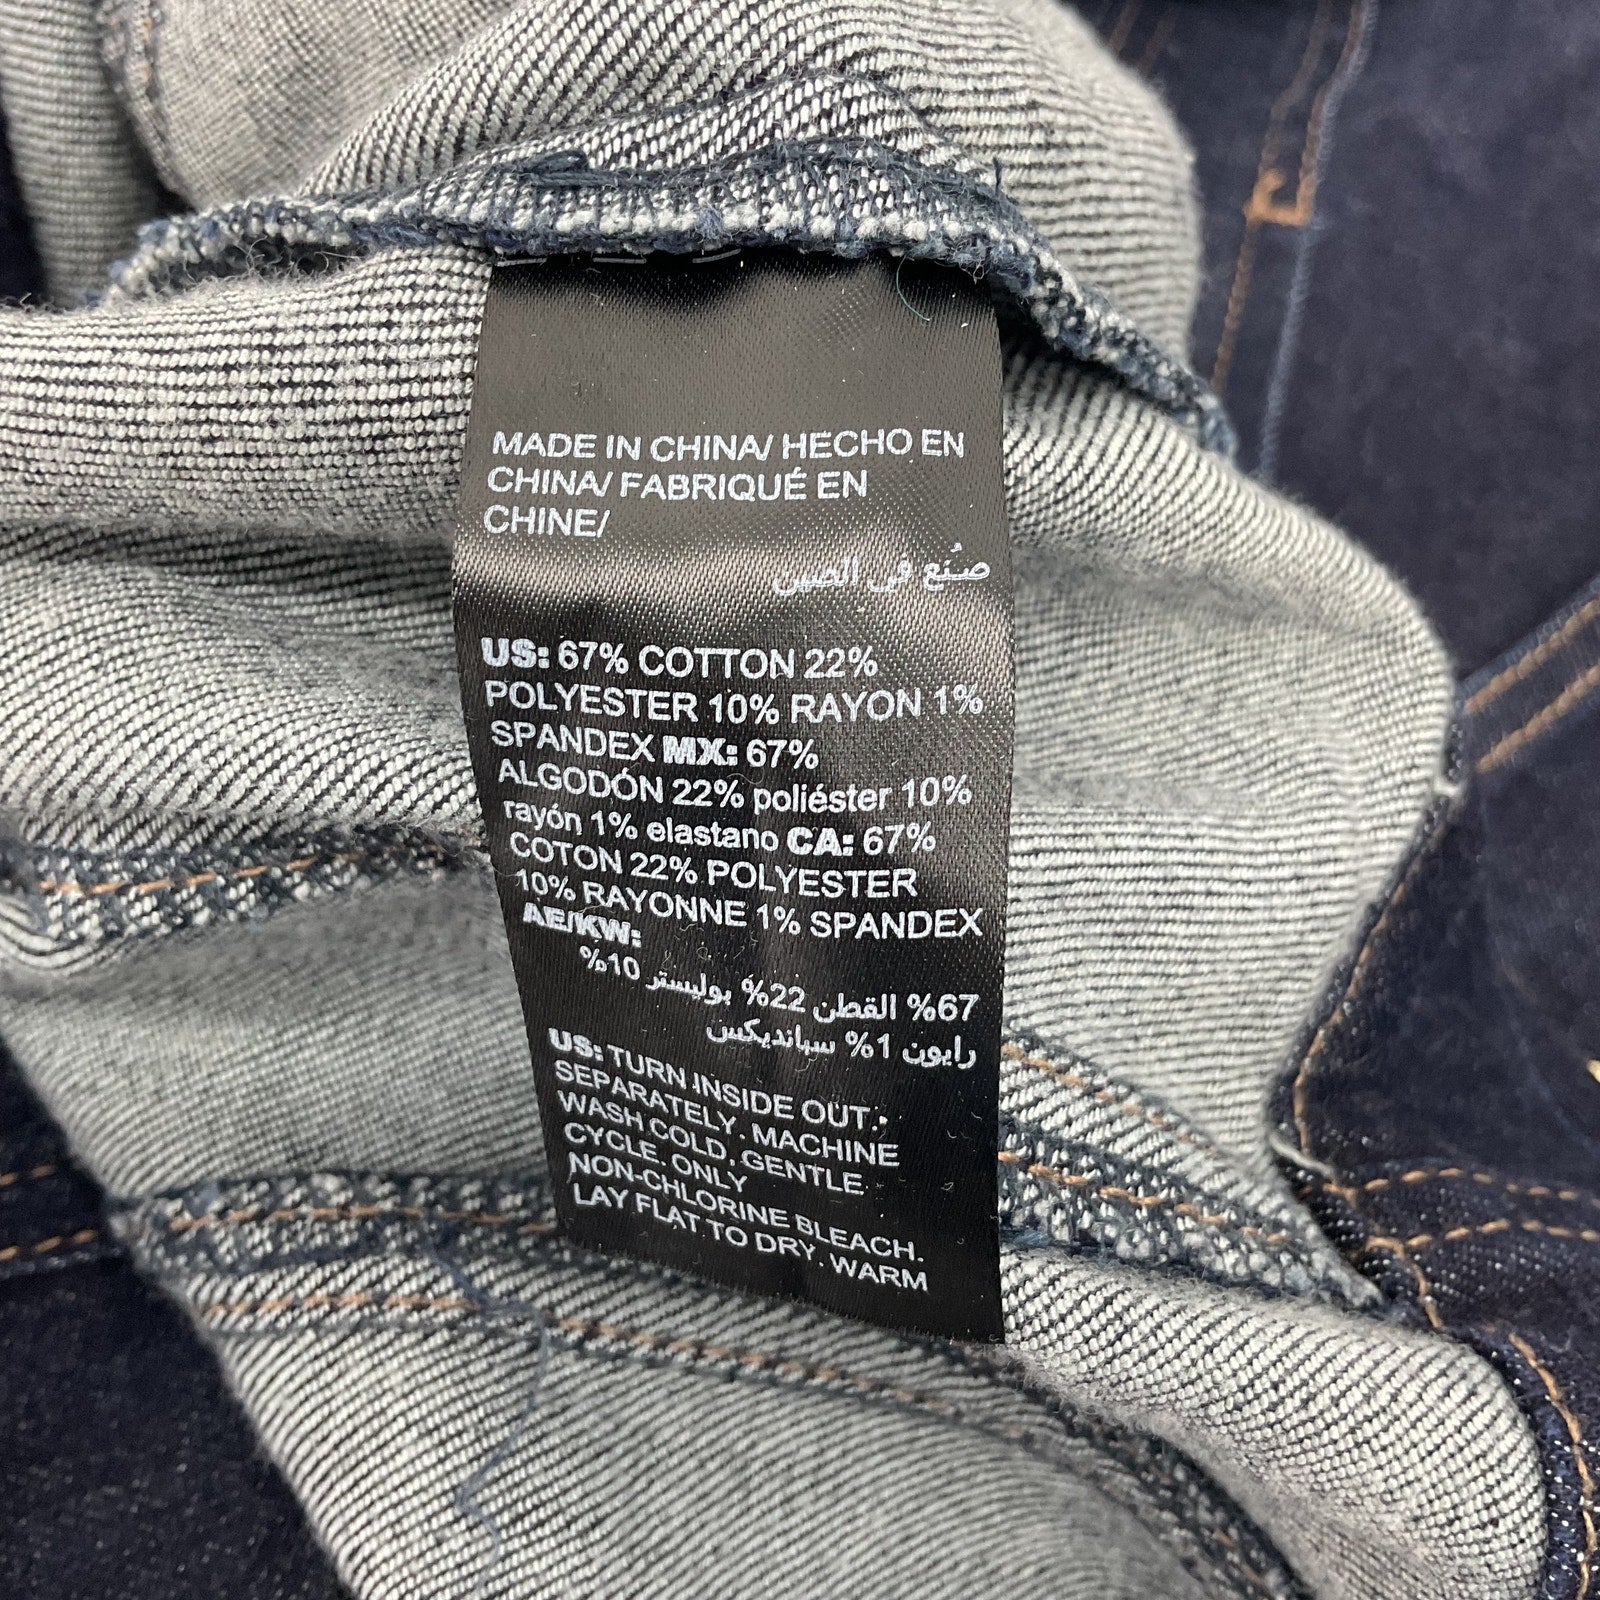 MADE IN CHINA/ HECHO EN
CHINA/ FABRIQUÉ EN
CHINE/
صُنع في الصين
US: 67% COTTON 22%
POLYESTER 10% RAYON 1%
SPANDEX MX: 67%
ALGODÓN 22% poliéster 10%
rayón 1% elastano CA: 67%
COTON 22% POLYESTER
10% RAYONNE 1% SPANDEX
AE/KW:
67% القطن 22% بوليستر 10%
رايون 1% سباندیكس
US: TURN INSIDE OUT.
SEPARATELY. MACHINE
WASH COLD, GENTLE
CYCLE. ONLY
NON-CHLORINE BLEACH.
LAY FLAT TO DRY. WARM